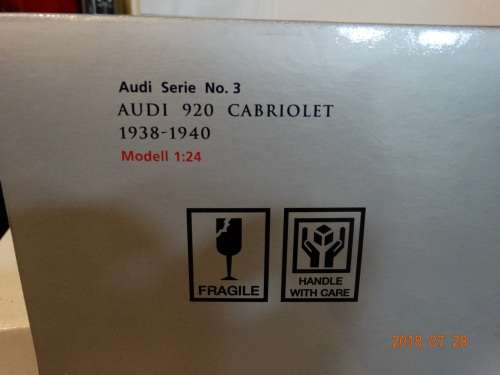 Audi Serie No. 3
AUDI 920 CABRIOLET
1938-1940
Modell 1:24
FRAGILE
HANDLE
WITH CARE
2018 07 28